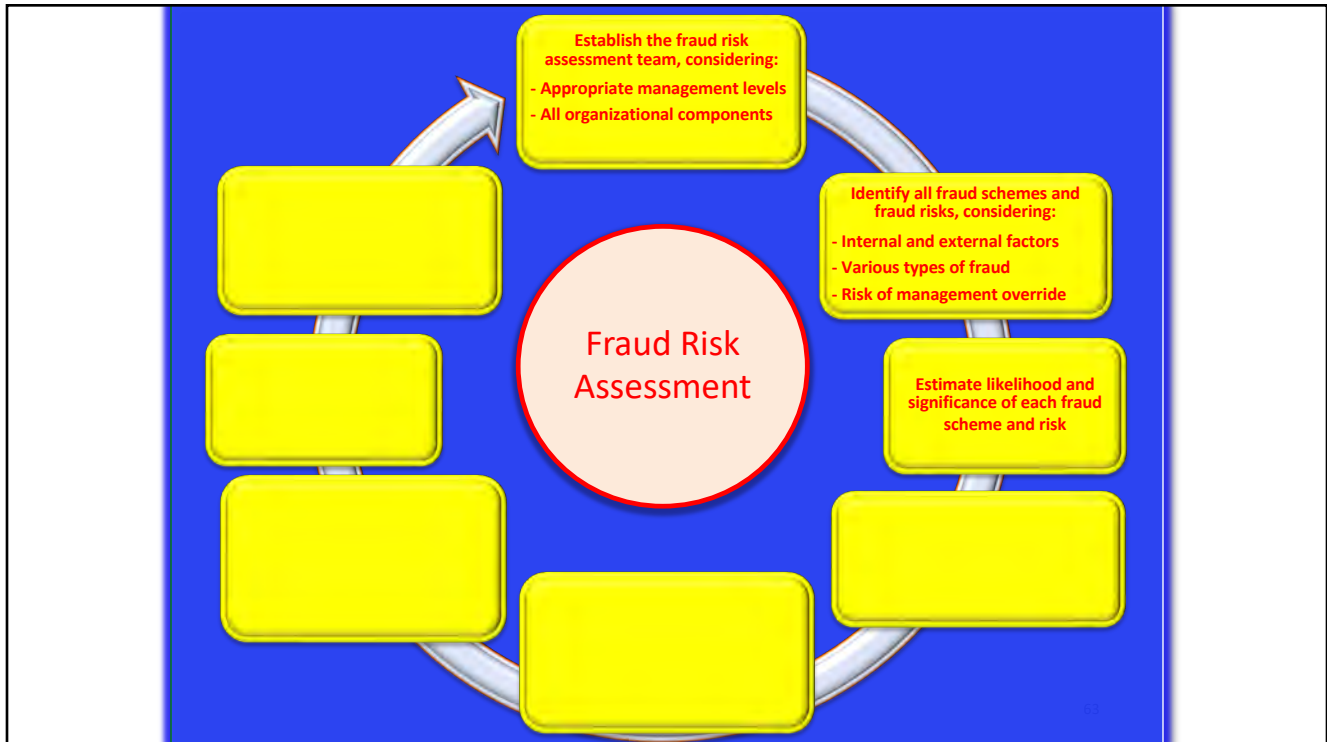 Establish the fraud risk
assessment team, considering:
- Appropriate management levels
- All organizational components
Identify all fraud schemes and
fraud risks, considering:
- Internal and external factors
- Various types of fraud
- Risk of management override
Fraud Risk
Assessment
Estimate likelihood and
significance of each fraud
scheme and risk
63